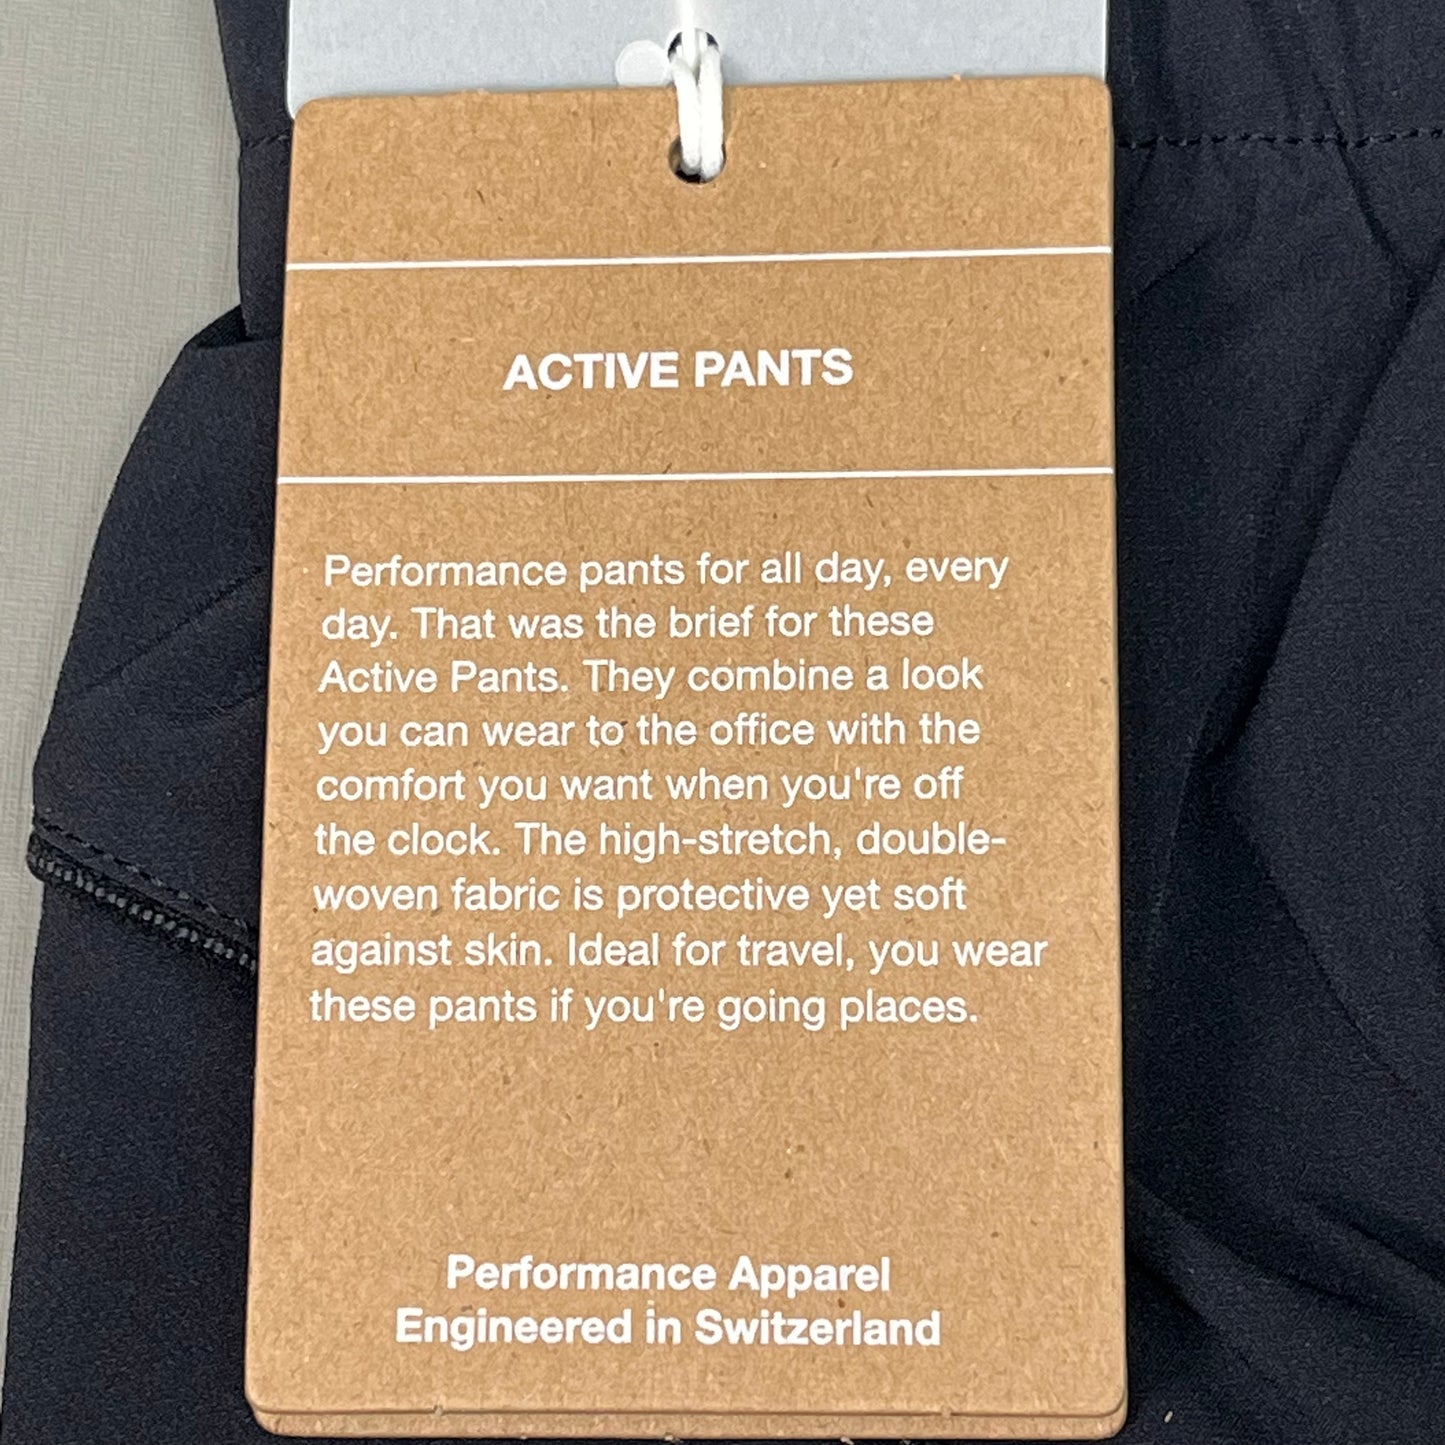 ACTIVE PANTS
Performance pants for all day, every
day. That was the brief for these
Active Pants. They combine a look
you can wear to the office with the
comfort you want when you're off
the clock. The high-stretch, double-
woven fabric is protective yet soft
against skin. Ideal for travel, you wear
these pants if you're going places.
Performance Apparel
Engineered in Switzerland